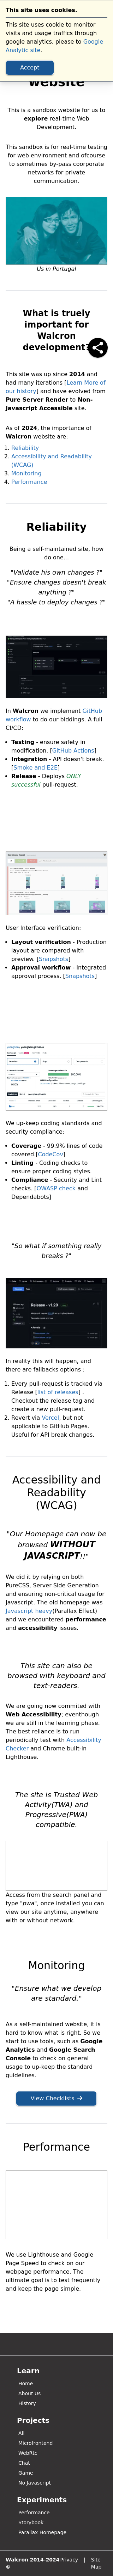 This site uses cookies.
This site uses cookie to monitor
visits and usage traffics through
google analytics, please to Google
Analytic site.
Accept
website
This is a sandbox website for us to
explore real-time Web
Development.
This sandbox is for real-time testing
for web environment and ofcourse
to sometimes by-pass corporate
networks for private
communication.
Us in Portugal
What is truely
important for
Walcron
development?
This site was up since 2014 and
had many iterations [Learn More of
our history] and have evolved from
Pure Server Render to Non-
Javascript Accessible site.
As of 2024, the importance of
Walcron website are:
1. Reliability
2. Accessibility and Readability
(WCAG)
3. Monitoring
4. Performance
Reliability
Being a self-maintained site, how
do one...
"Validate his own changes ?"
"Ensure changes doesn't break
anything ?"
"A hassle to deploy changes ?"
In Walcron we implement GitHub
workflow to do our biddings. A full
CI/CD:
• Testing - ensure safety in
modification. [GitHub Actions]
• Integration - API doesn't break.
[Smoke and E2E]
• Release - Deploys ONLY
successful pull-request.
User Interface verification:
• Layout verification - Production
layout are compared with
preview. [Snapshots]
• Approval workflow - Integrated
approval process. [Snapshots]
We up-keep coding standards and
security compliance:
• Coverage - 99.9% lines of code
covered.[CodeCov]
• Linting - Coding checks to
ensure proper coding styles.
• Compliance - Security and Lint
checks. [OWASP check and
Dependabots]
"So what if something really
breaks ?"
Release - v1.20
In reality this will happen, and
there are fallbacks options :
1. Every pull-request is tracked via
Release [list of releases] .
Checkout the release tag and
create a new pull-request.
2. Revert via Vercel, but not
applicable to GitHub Pages.
Useful for API break changes.
Accessibility and
Readability
(WCAG)
"Our Homepage can now be
browsed WITHOUT
JAVASCRIPT!!"
We did it by relying on both
PureCSS, Server Side Generation
and ensuring non-critical usage for
Javascript. The old homepage was
Javascript heavy(Parallax Effect)
and we encountered performance
and accessibility issues.
This site can also be
browsed with keyboard and
text-readers.
We are going now commited with
Web Accessibility; eventhough
we are still in the learning phase.
The best reliance is to run
periodically test with Accessibility
Checker and Chrome built-in
Lighthouse.
The site is Trusted Web
Activity(TWA) and
Progressive(PWA)
compatible.
Access from the search panel and
type "pwa", once installed you can
view our site anytime, anywhere
with or without network.
Monitoring
"Ensure what we develop
are standard."
As a self-maintained website, it is
hard to know what is right. So we
start to use tools, such as Google
Analytics and Google Search
Console to check on general
usage to up-keep the standard
guidelines.
View Checklists →
Performance
We use Lighthouse and Google
Page Speed to check on our
webpage performance. The
ultimate goal is to test frequently
and keep the page simple.
Learn
Home
About Us
History
Projects
All
Microfrontend
WebRtc
Chat
Game
No Javascript
Experiments
Performance
Storybook
Parallax Homepage
Walcron 2014-2024 Privacy | Site
© Map